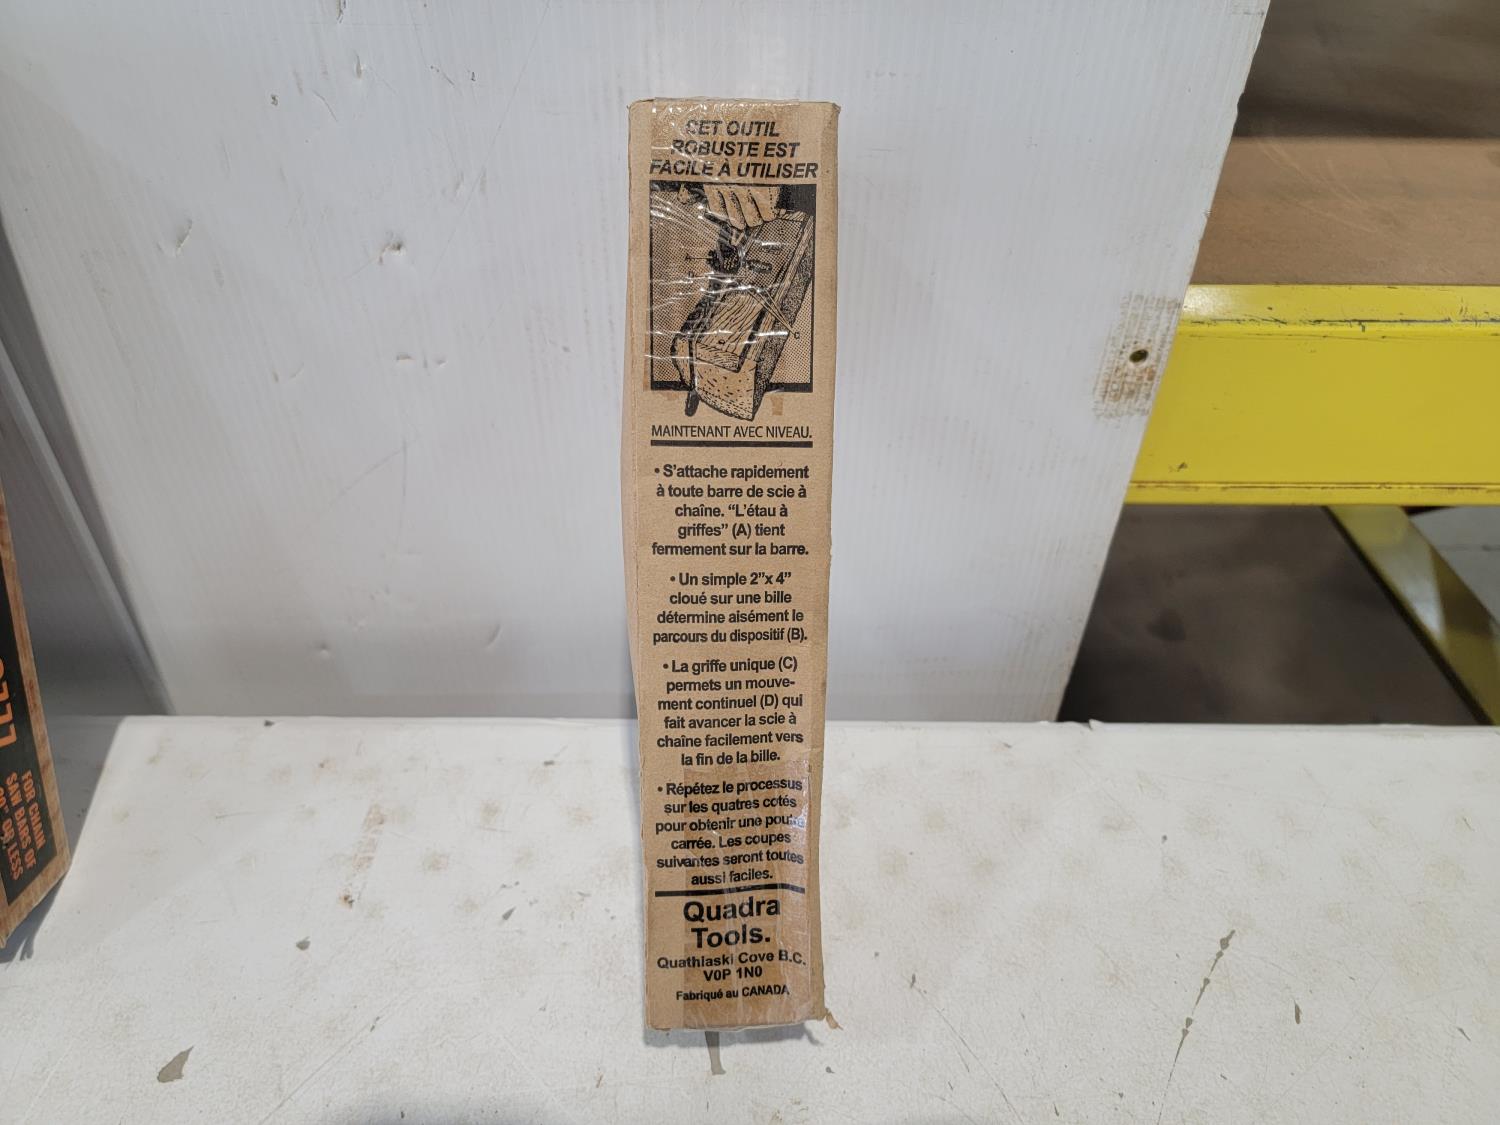 CET OUTIL
ROBUSTE EST
FACILE À UTILISER
A
C
MAINTENANT AVEC NIVEAU.
• S'attache rapidement
à toute barre de scie à
chaîne. “L'étau à
griffes” (A) tient
fermement sur la barre.
• Un simple 2”x 4”
cloué sur une bille
détermine aisément le
parcours du dispositif (B).
• La griffe unique (C)
permets un mouve-
ment continuel (D) qui
fait avancer la scie à
chaîne facilement vers
la fin de la bille.
• Répétez le processus
sur les quatres cotés
pour obtenir une poutre
carrée. Les coupes
suivantes seront toutes
aussi faciles.
Quadra
Tools.
Quathiaski Cove B.C.
V0P 1N0
Fabriqué au CANADA
777
FOR CHAIN
SAW BARS OF
OR LESS